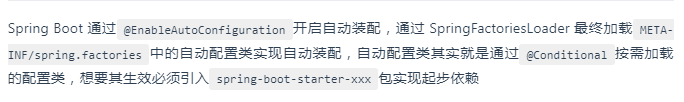 Spring Boot 通过 @EnableAutoConfiguration 开启自动装配，通过 SpringFactoriesLoader 最终加载 META-
INF/spring.factories 中的自动配置类实现自动装配，自动配置类其实就是通过 @Conditional 按需加载
的配置类，想要其生效必须引入 spring-boot-starter-xxx 包实现起步依赖